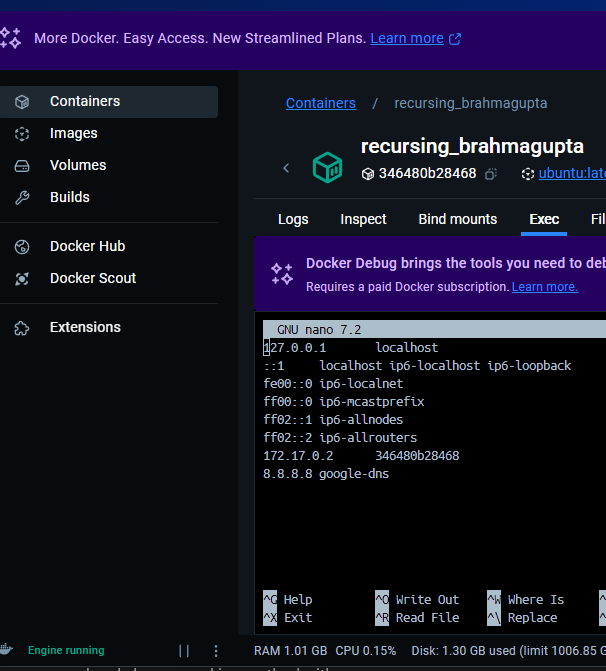 More Docker. Easy Access. New Streamlined Plans. Learn more
Containers
Images
Volumes
Builds
Docker Hub
Docker Scout
Extensions
Containers / recursing_brahmagupta
recursing_brahmagupta
346480b28468 ubuntu:late
Logs Inspect Bind mounts Exec Fil
Docker Debug brings the tools you need to deb
Requires a paid Docker subscription. Learn more.
GNU nano 7.2
127.0.0.1 localhost
::1 localhost ip6-localhost ip6-loopback
fe00::0 ip6-localnet
ff00::0 ip6-mcastprefix
ff02::1 ip6-allnodes
ff02::2 ip6-allrouters
172.17.0.2 346480b28468
8.8.8.8 google-dns
^G Help ^O Write Out ^W Where Is
^X Exit ^R Read File ^\ Replace
Engine running
RAM 1.01 GB CPU 0.15% Disk: 1.30 GB used (limit 1006.85 G